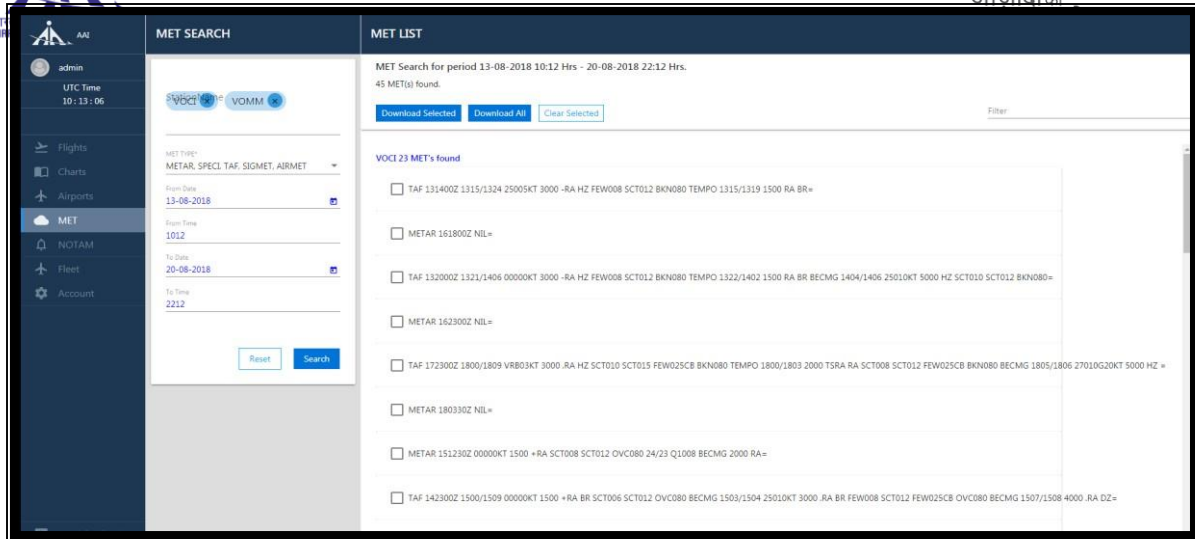 AAI
admin
UTC Time
10 : 13 : 06
Flights
Charts
Airports
MET
NOTAM
Fleet
Account
MET SEARCH
Station Name
VOCI
VOMM
MET TYPE*
METAR, SPECI, TAF, SIGMET, AIRMET
From Date
13-08-2018
From Time
1012
To Date
20-08-2018
To Time
2212
Reset
Search
MET LIST
MET Search for period 13-08-2018 10:12 Hrs - 20-08-2018 22:12 Hrs.
45 MET(s) found.
Download Selected
Download All
Clear Selected
Filter
VOCI 23 MET's found
TAF 131400Z 1315/1324 25005KT 3000 -RA HZ FEW008 SCT012 BKN080 TEMPO 1315/1319 1500 RA BR=
METAR 161800Z NIL=
TAF 132000Z 1321/1406 00000KT 3000 -RA HZ FEW008 SCT012 BKN080 TEMPO 1322/1402 1500 RA BR BECMG 1404/1406 25010KT 5000 HZ SCT010 SCT012 BKN080=
METAR 162300Z NIL=
TAF 172300Z 1800/1809 VRB03KT 3000 .RA HZ SCT010 SCT015 FEW025CB BKN080 TEMPO 1800/1803 2000 TSRA RA SCT008 SCT012 FEW025CB BKN080 BECMG 1805/1806 27010G20KT 5000 HZ =
METAR 180330Z NIL=
METAR 151230Z 00000KT 1500 +RA SCT008 SCT012 OVC080 24/23 Q1008 BECMG 2000 RA=
TAF 142300Z 1500/1509 00000KT 1500 +RA BR SCT006 SCT012 OVC080 BECMG 1503/1504 25010KT 3000 .RA BR FEW008 SCT012 FEW025CB OVC080 BECMG 1507/1508 4000 .RA DZ=